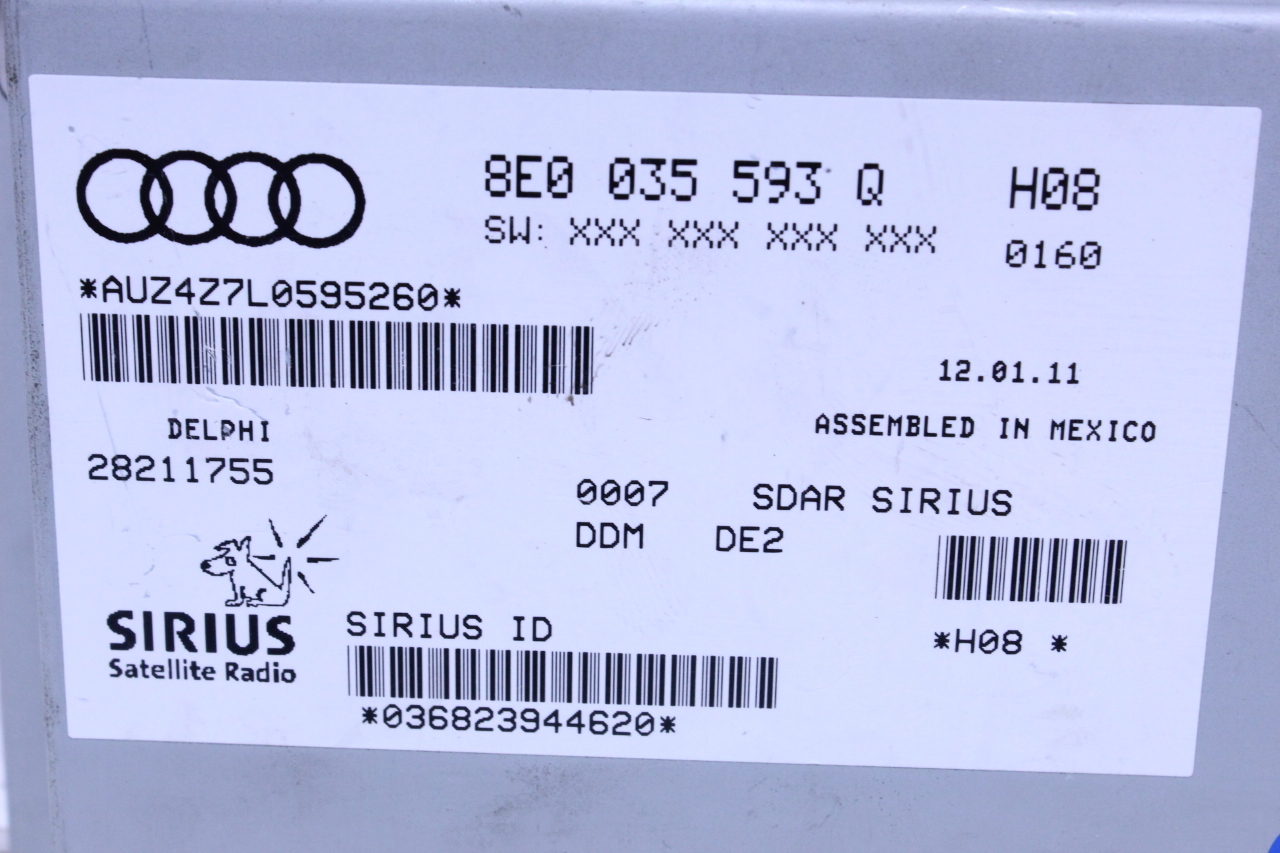 8E0 035 593 Q H08
SW: XXX XXX XXX XXX 0160
*AUZ4Z7L0595260*
12.01.11
DELPHI ASSEMBLED IN MEXICO
28211755
0007 SDAR SIRIUS
DDM DE2
SIRIUS
Satellite Radio
SIRIUS ID
*H08 *
*036823944620*